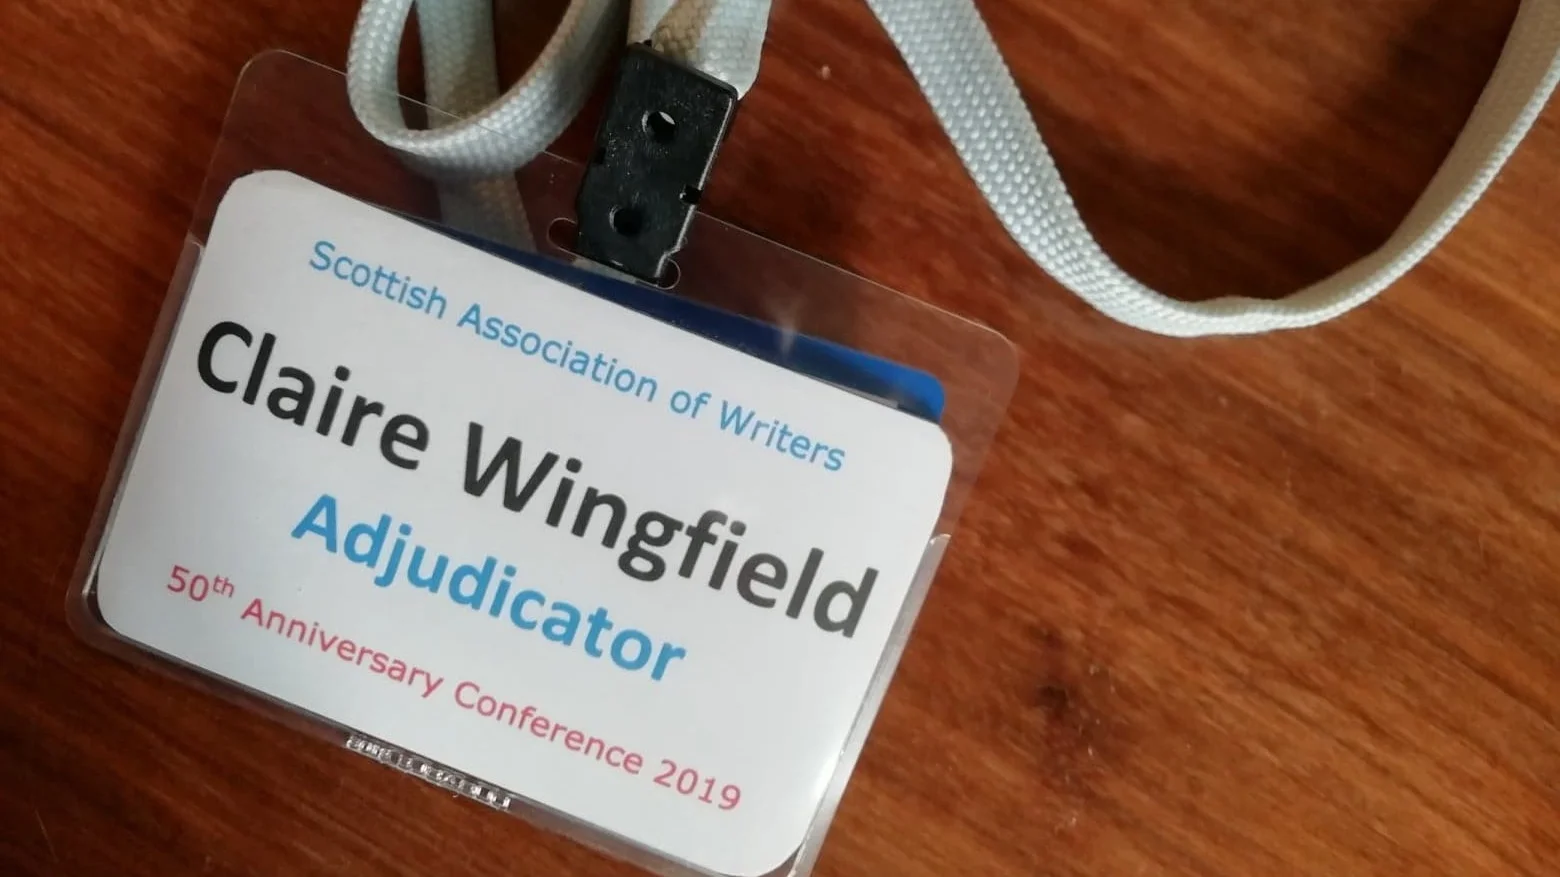 Scottish Association of Writers
Claire Wingfield
Adjudicator
50th Anniversary Conference 2019